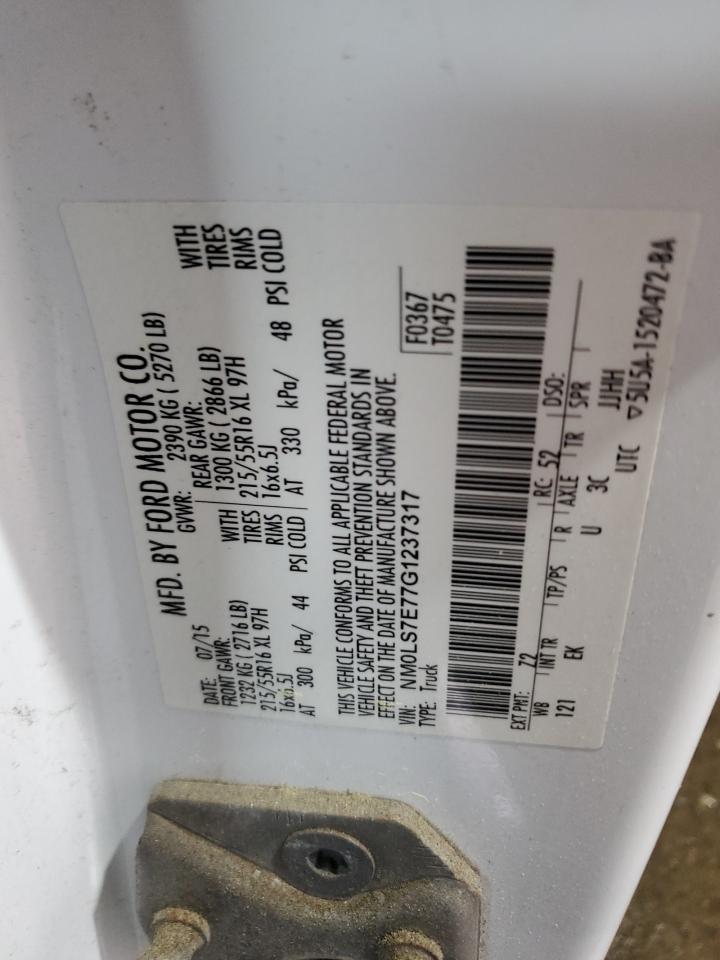 MFD. BY FORD MOTOR CO.
DATE: 07/15 GVWR: 2390 KG ( 5270 LB)
FRONT GAWR: REAR GAWR:
1232 KG ( 2716 LB) WITH 1300 KG ( 2866 LB) WITH
215/55R16 XL 97H TIRES 215/55R16 XL 97H TIRES
16x6.5J RIMS 16x6.5J RIMS
AT 300 kPa/ 44 PSI COLD AT 330 kPa/ 48 PSI COLD
THIS VEHICLE CONFORMS TO ALL APPLICABLE FEDERAL MOTOR
VEHICLE SAFETY AND THEFT PREVENTION STANDARDS IN
EFFECT ON THE DATE OF MANUFACTURE SHOWN ABOVE.
VIN: NM0LS7E77G1237317 F0367
TYPE: Truck T0475
EXT PNT: Z2 RC: 52 DSO:
WB INT TR TP/PS R AXLE TR SPR
121 EK U 3C JJHH
UTC ▽5U5A-1520472-BA